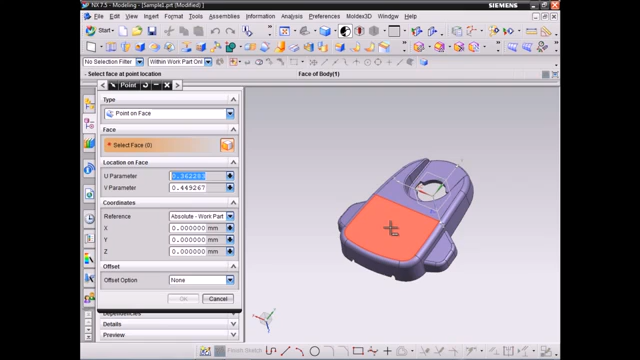 NX 7.5 - Modeling - [Sample1.prt (Modified)]
SIEMENS
File Edit View Insert Format Tools Assemblies Information Analysis Preferences Moldex3D Window Help
Start
No Selection Filter Within Work Part Onl
Select face at point location Face of Body(1)
Point
Type
Point on Face
Face
* Select Face (0)
Location on Face
U Parameter 0.362283
V Parameter 0.449267
Coordinates
Reference Absolute - Work Part
X 0.000000 mm
Y 0.000000 mm
Z 0.000000 mm
Offset
Offset Option None
OK Cancel
Dependencies
Details
Preview
Finish Sketch